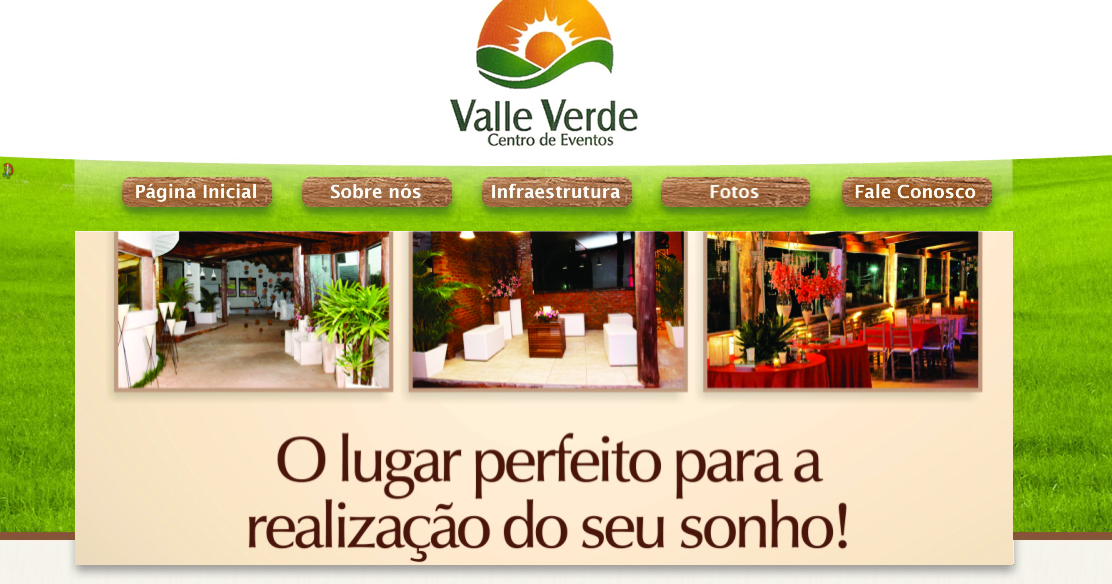 Valle Verde
Centro de Eventos
Página Inicial
Sobre nós
Infraestrutura
Fotos
Fale Conosco
O lugar perfeito para a
realização do seu sonho!